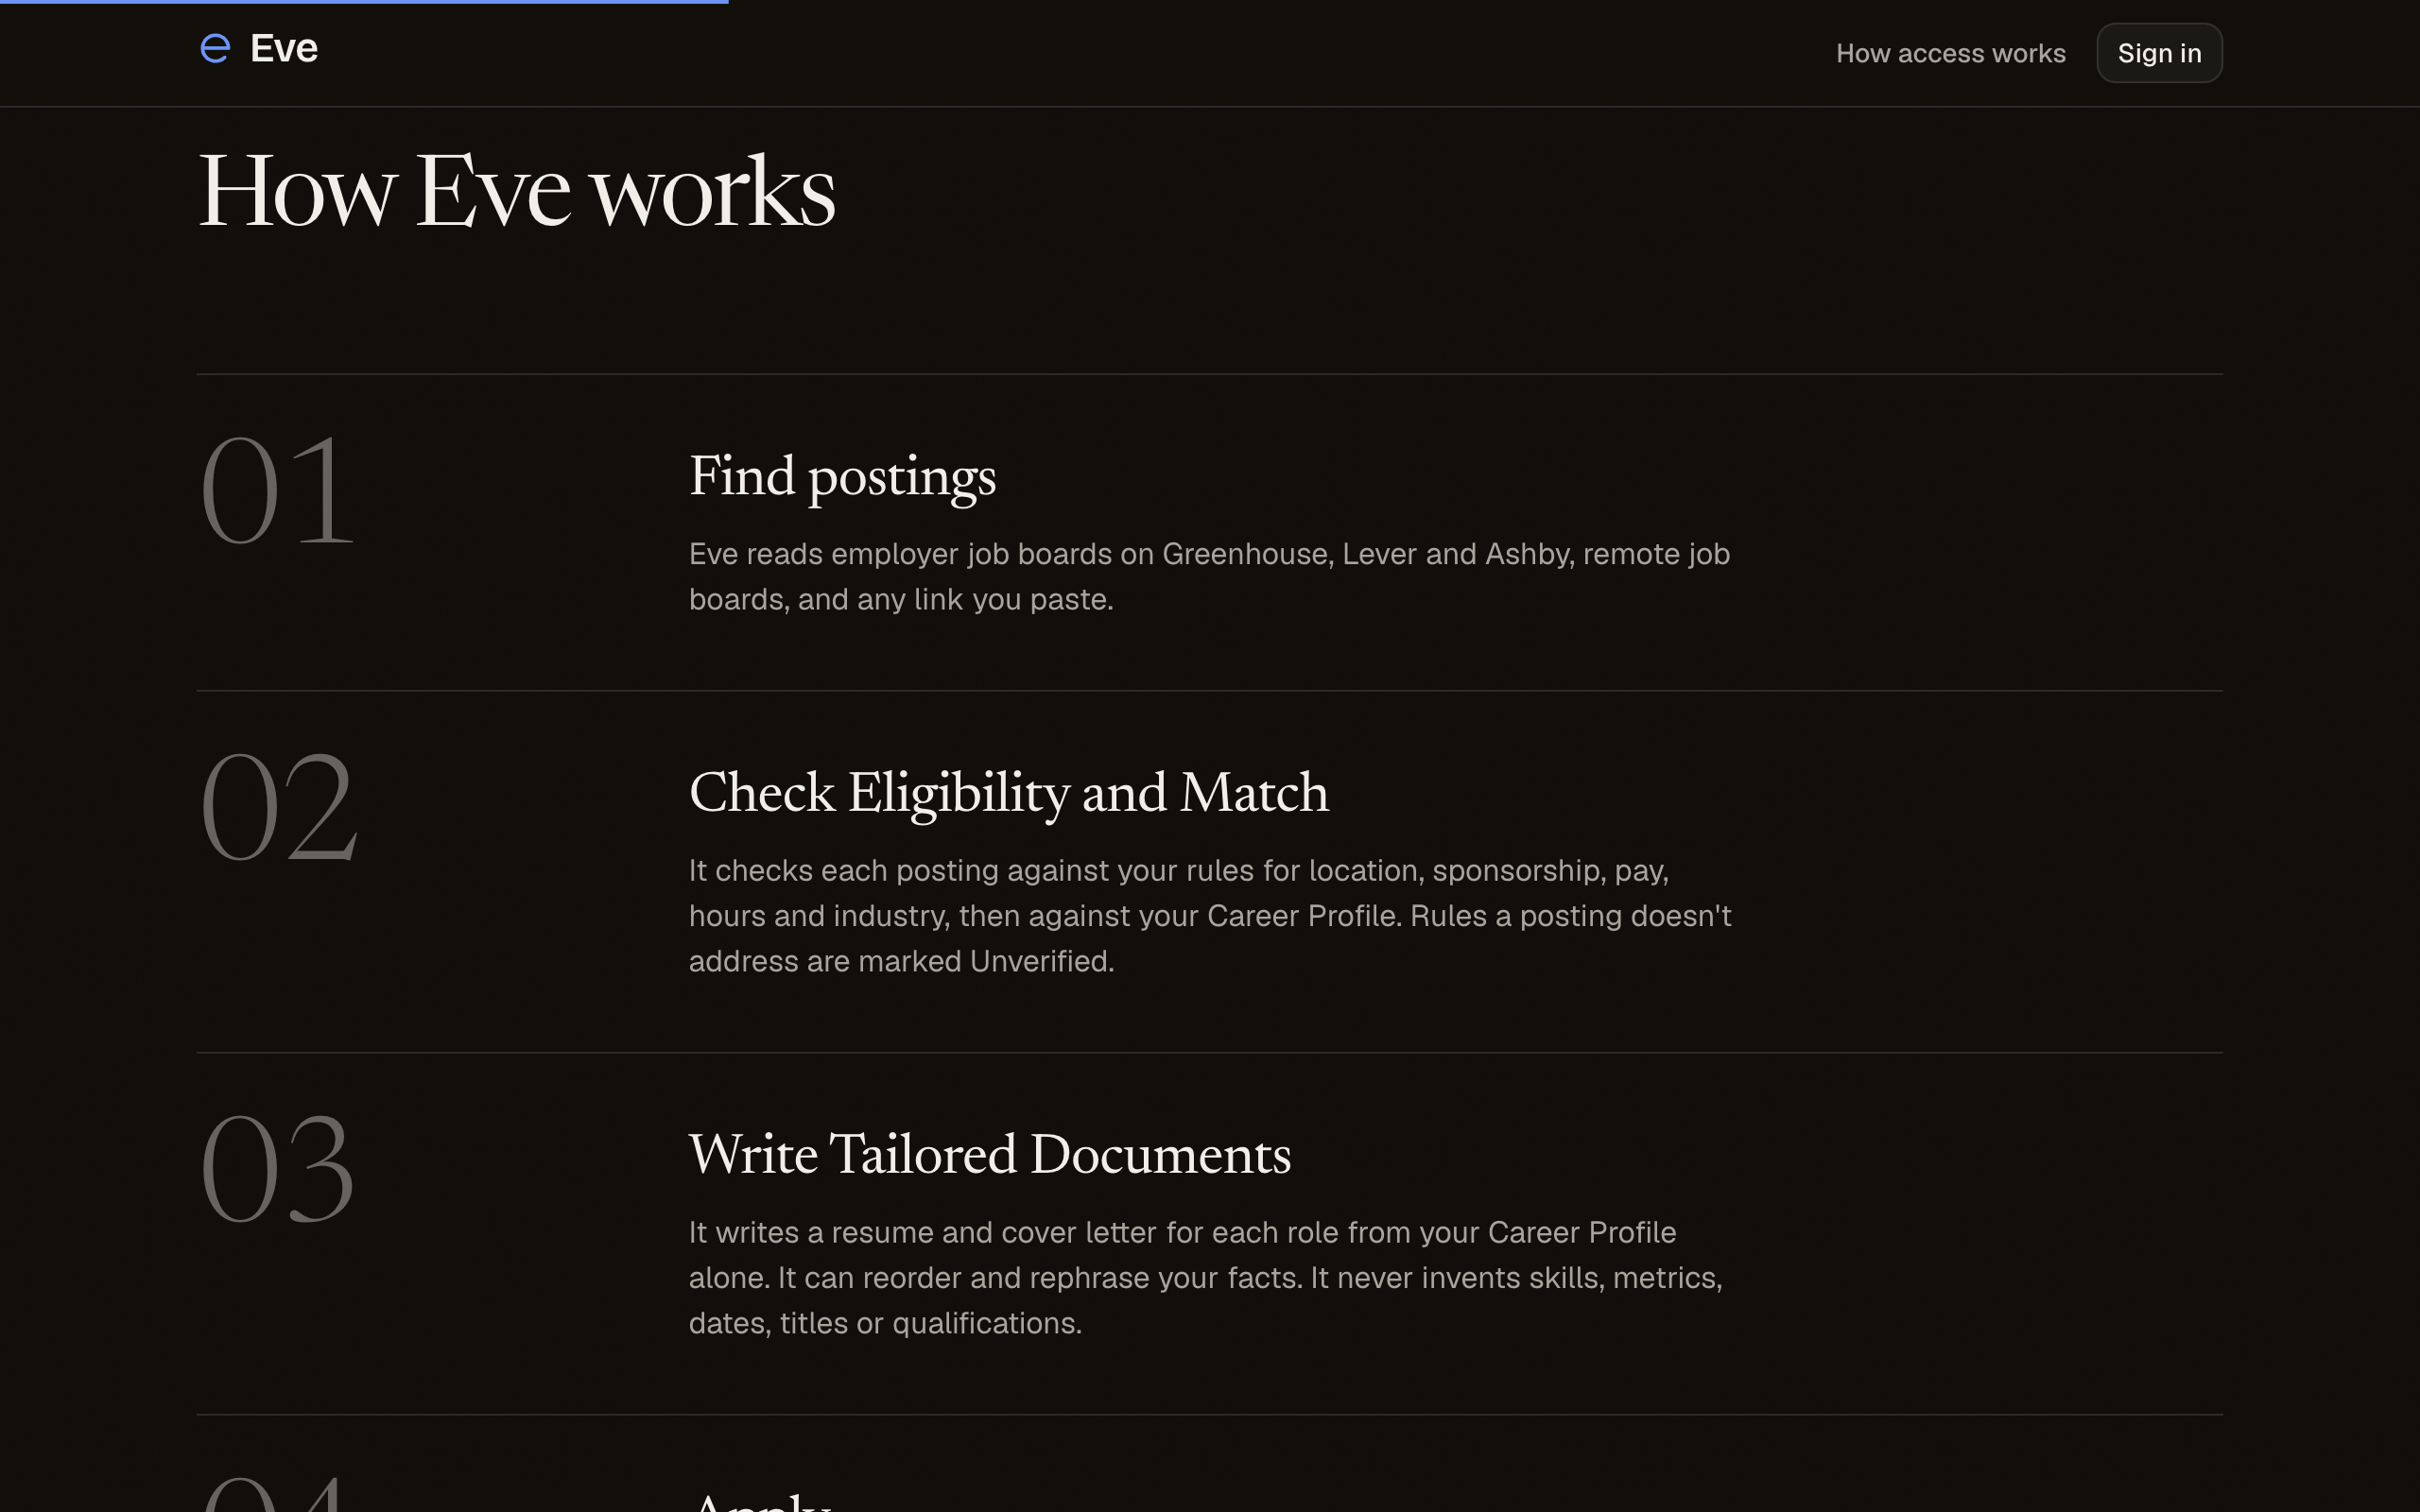 e Eve
How access works
Sign in
How Eve works
01
Find postings
Eve reads employer job boards on Greenhouse, Lever and Ashby, remote job
boards, and any link you paste.
02
Check Eligibility and Match
It checks each posting against your rules for location, sponsorship, pay,
hours and industry, then against your Career Profile. Rules a posting doesn't
address are marked Unverified.
03
Write Tailored Documents
It writes a resume and cover letter for each role from your Career Profile
alone. It can reorder and rephrase your facts. It never invents skills, metrics,
dates, titles or qualifications.
04
Apply